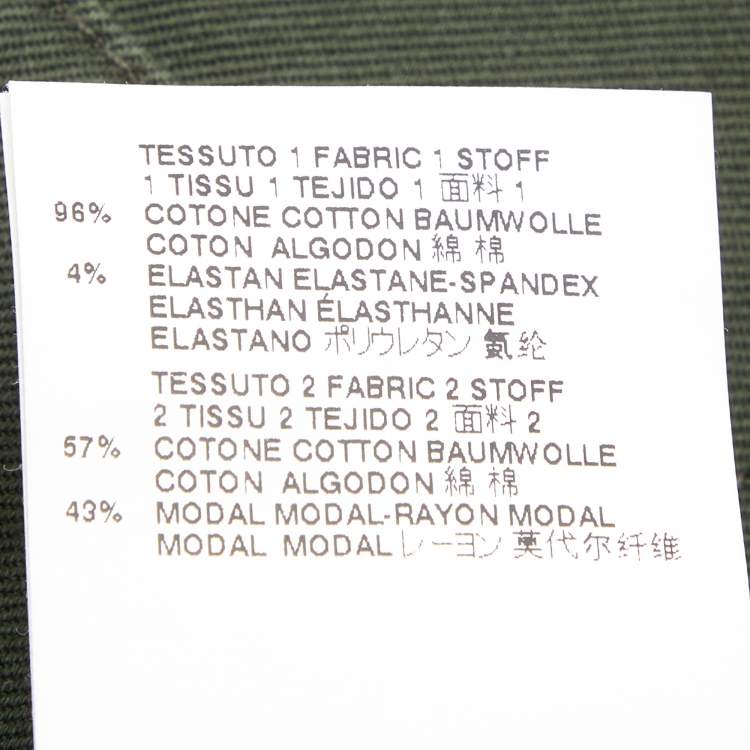 TESSUTO 1 FABRIC 1 STOFF
1 TISSU 1 TEJIDO 1 面料 1
96% COTONE COTTON BAUMWOLLE
COTON ALGODON 綿 棉
4% ELASTAN ELASTANE-SPANDEX
ELASTHAN ÉLASTHANNE
ELASTANO ポリウレタン 氨纶
TESSUTO 2 FABRIC 2 STOFF
2 TISSU 2 TEJIDO 2 面料 2
57% COTONE COTTON BAUMWOLLE
COTON ALGODON 綿 棉
43% MODAL MODAL-RAYON MODAL
MODAL MODAL レーヨン 莫代尔纤维